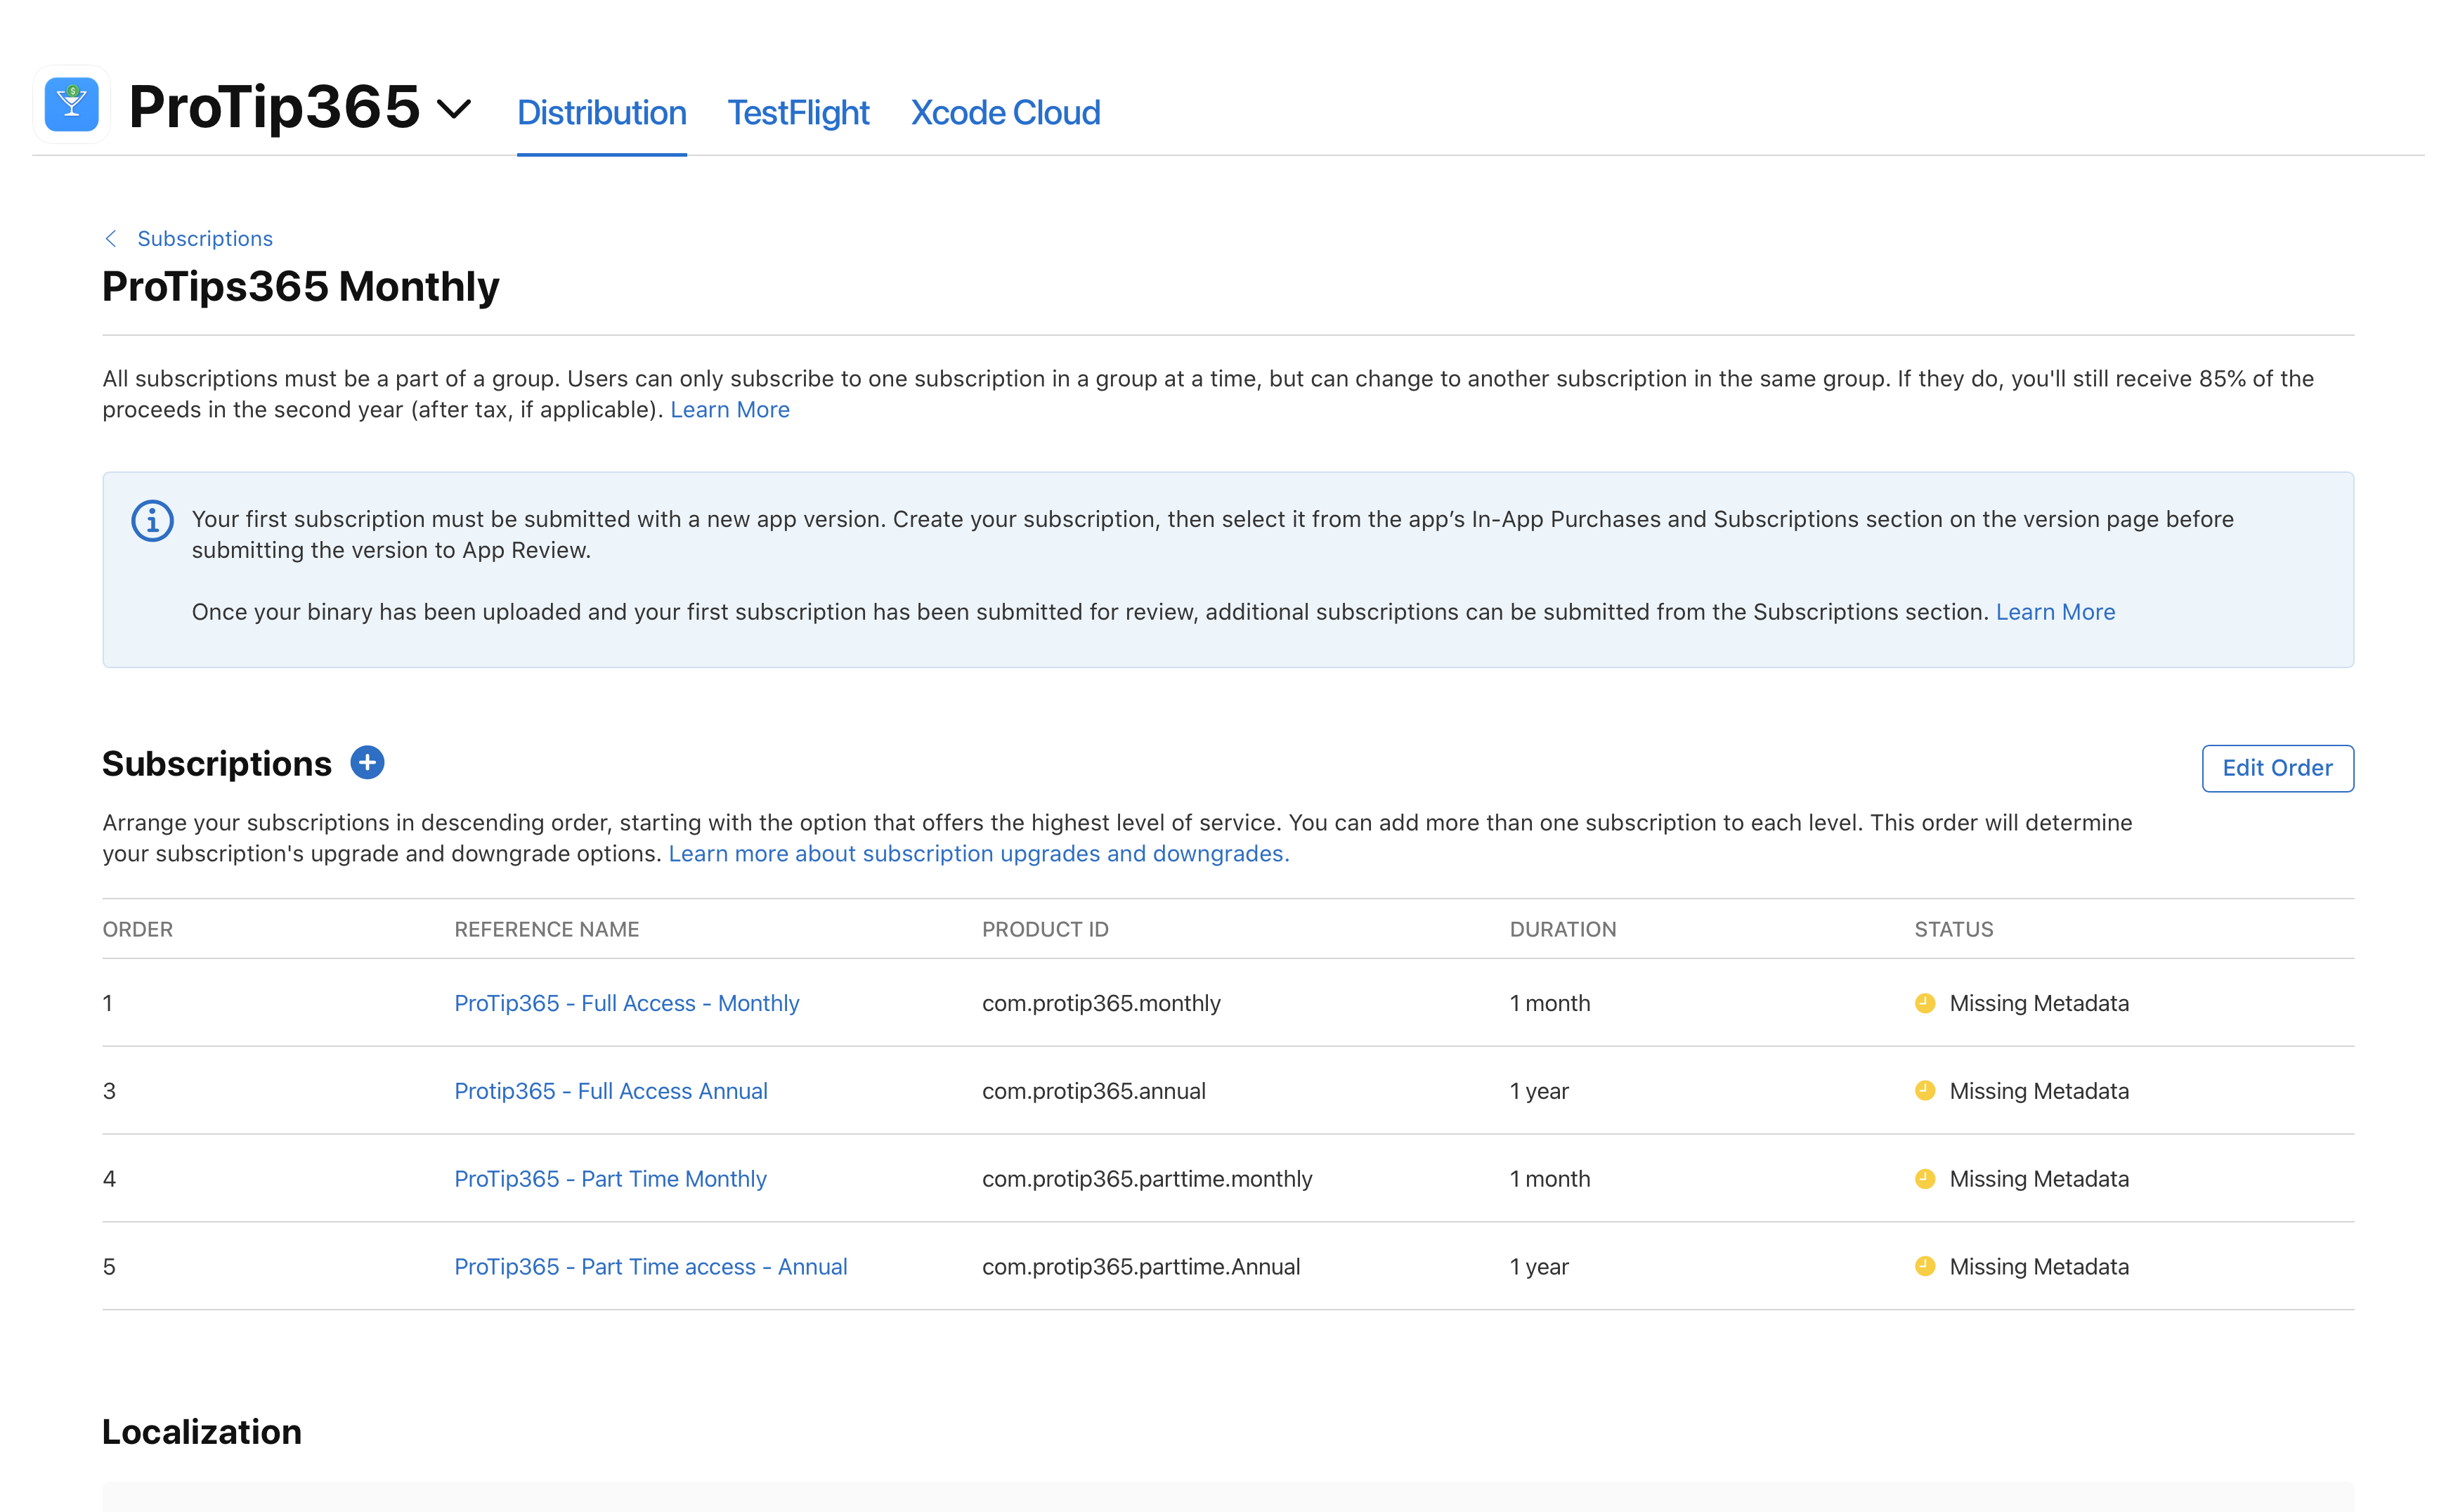 ProTip365
Distribution
TestFlight
Xcode Cloud
Subscriptions
ProTips365 Monthly
All subscriptions must be a part of a group. Users can only subscribe to one subscription in a group at a time, but can change to another subscription in the same group. If they do, you'll still receive 85% of the
proceeds in the second year (after tax, if applicable). Learn More
Your first subscription must be submitted with a new app version. Create your subscription, then select it from the app’s In-App Purchases and Subscriptions section on the version page before
submitting the version to App Review.
Once your binary has been uploaded and your first subscription has been submitted for review, additional subscriptions can be submitted from the Subscriptions section. Learn More
Subscriptions
Edit Order
Arrange your subscriptions in descending order, starting with the option that offers the highest level of service. You can add more than one subscription to each level. This order will determine
your subscription's upgrade and downgrade options. Learn more about subscription upgrades and downgrades.
ORDER REFERENCE NAME PRODUCT ID DURATION STATUS
1 ProTip365 - Full Access - Monthly com.protip365.monthly 1 month Missing Metadata
3 Protip365 - Full Access Annual com.protip365.annual 1 year Missing Metadata
4 ProTip365 - Part Time Monthly com.protip365.parttime.monthly 1 month Missing Metadata
5 ProTip365 - Part Time access - Annual com.protip365.parttime.Annual 1 year Missing Metadata
Localization